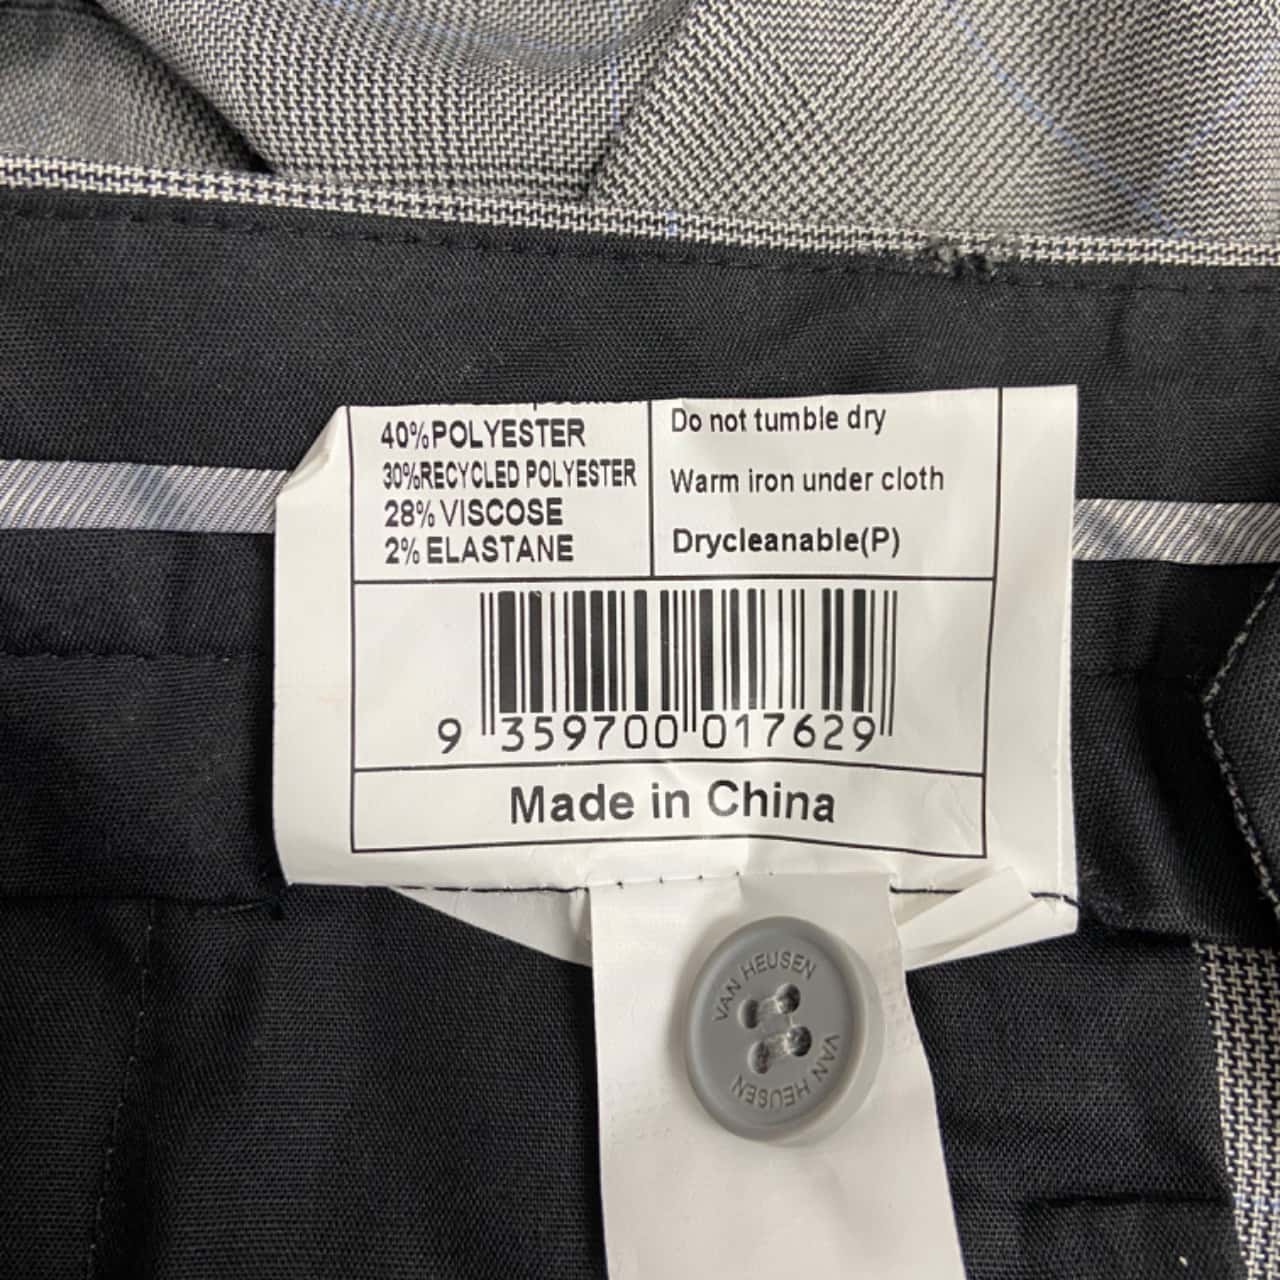 40%POLYESTER
30%RECYCLED POLYESTER
28% VISCOSE
2% ELASTANE
Do not tumble dry
Warm iron under cloth
Drycleanable(P)
9 359700 017629
Made in China
VAN HEUSEN
VAN HEUSEN